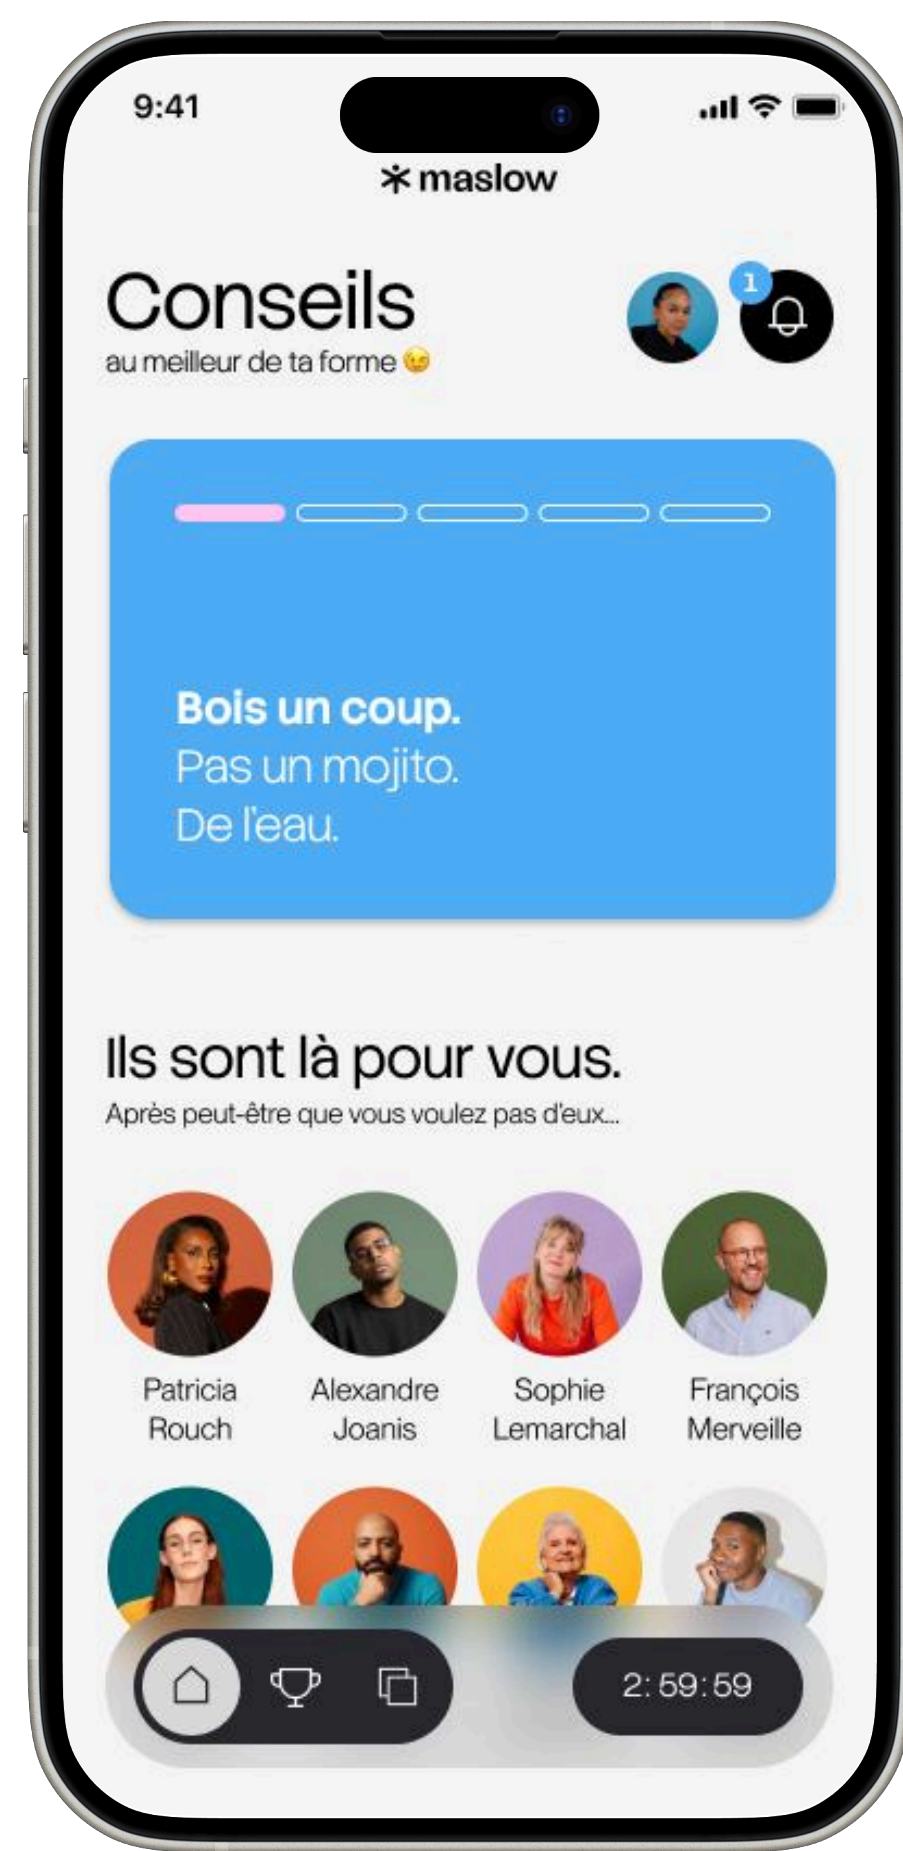 9:41
maslow
Conseils
1
au meilleur de ta forme 😉
Bois un coup.
Pas un mojito.
De l'eau.
Ils sont là pour vous.
Après peut-être que vous voulez pas d'eux...
Patricia Rouch
Alexandre Joanis
Sophie Lemarchal
François Merveille
2:59:59